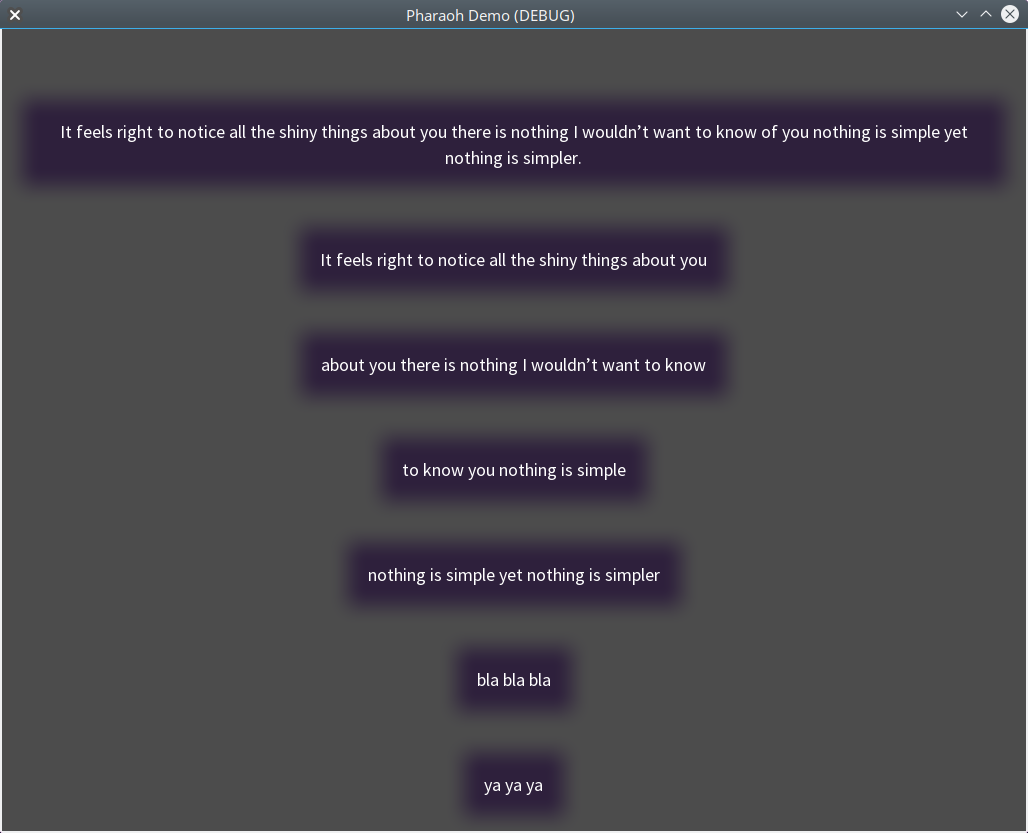 Pharaoh Demo (DEBUG)
It feels right to notice all the shiny things about you there is nothing I wouldn’t want to know of you nothing is simple yet
nothing is simpler.
It feels right to notice all the shiny things about you
about you there is nothing I wouldn’t want to know
to know you nothing is simple
nothing is simple yet nothing is simpler
bla bla bla
ya ya ya